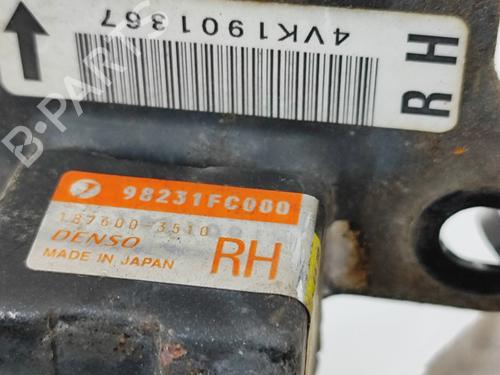 4VK1901367
RH
B-PARTS
98231FC000
187600-3510
DENSO
MADE IN JAPAN
RH